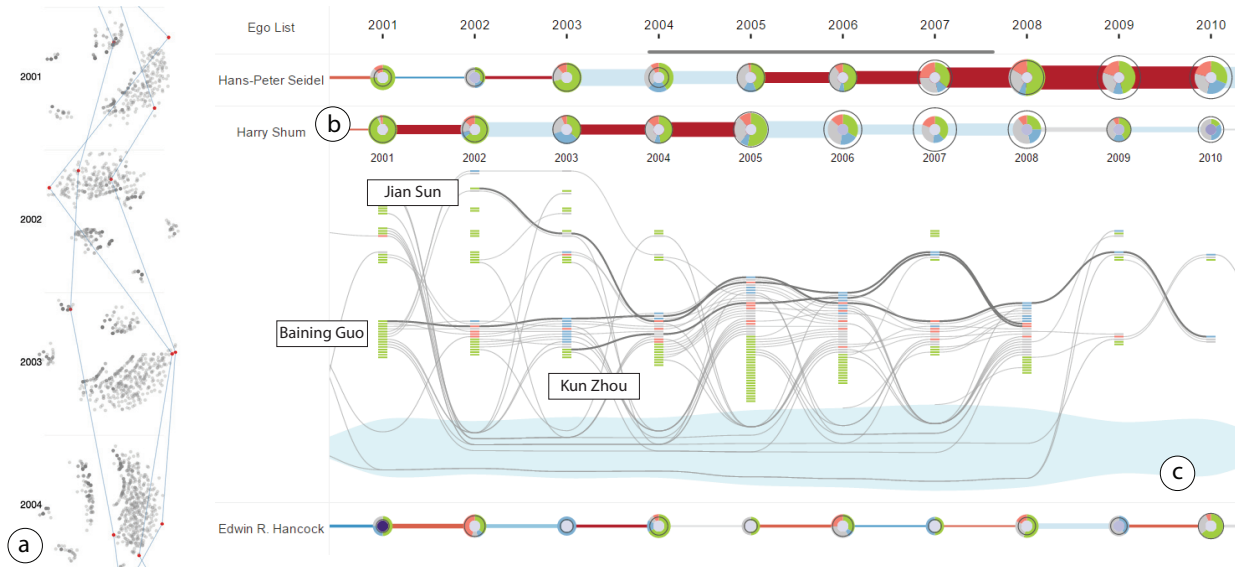 Ego List 2001 2002 2003 2004 2005 2006 2007 2008 2009 2010
2001
Hans-Peter Seidel
b
Harry Shum
2001 2002 2003 2004 2005 2006 2007 2008 2009 2010
Jian Sun
2002
Baining Guo
2003
Kun Zhou
c
2004
Edwin R. Hancock
a